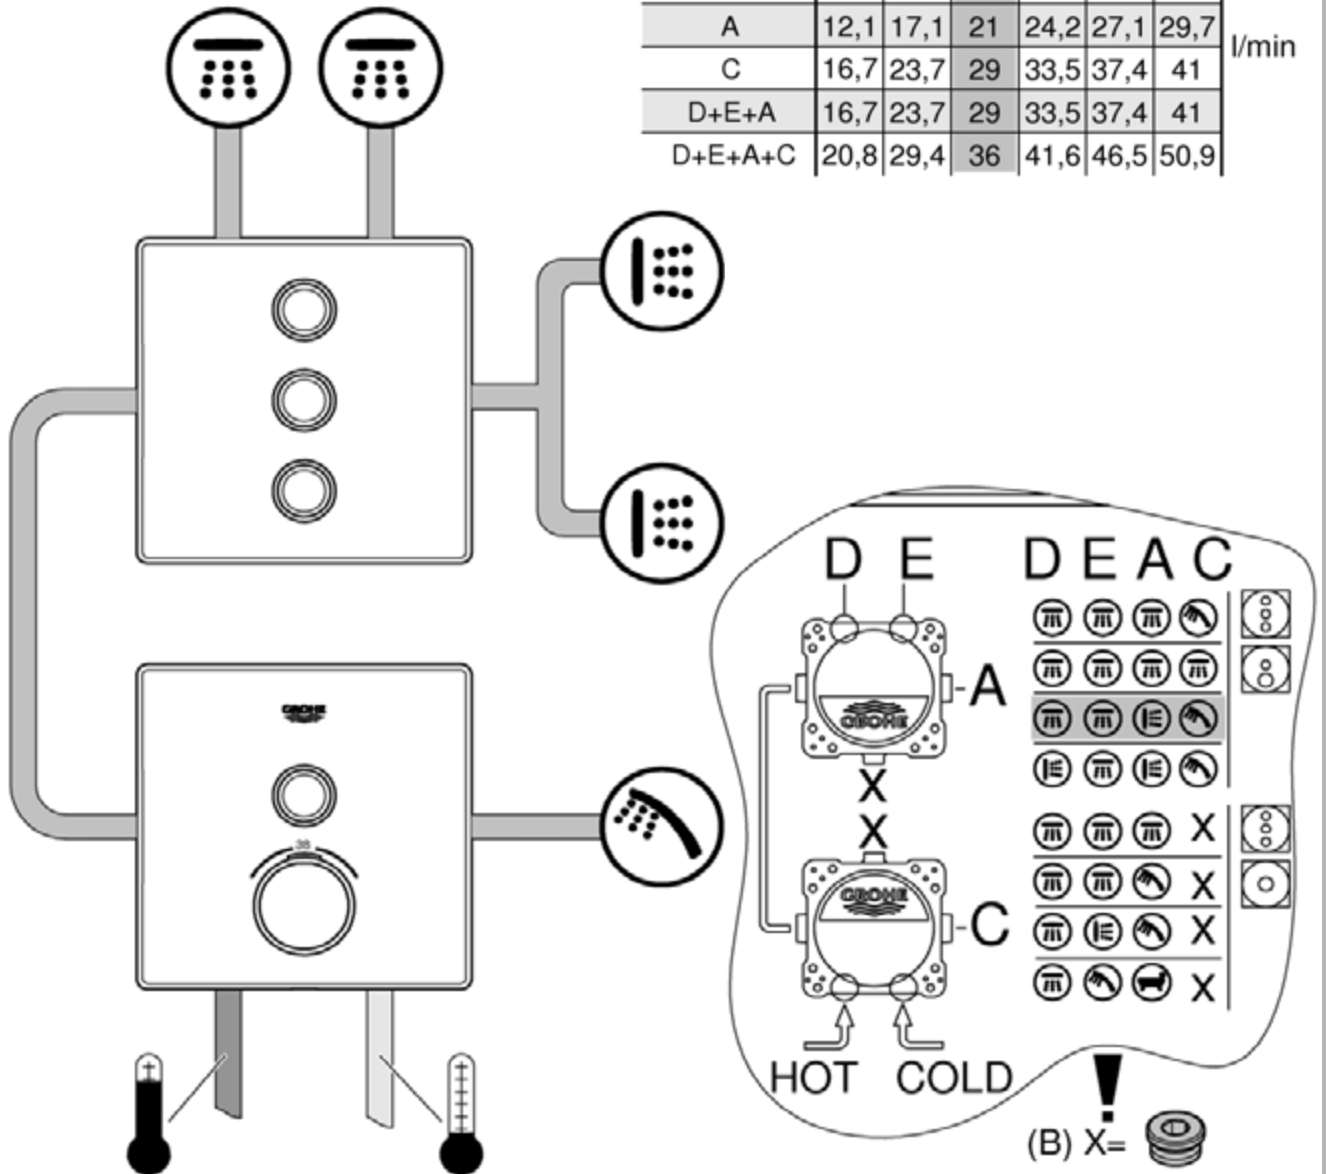 A 12,1 17,1 21 24,2 27,1 29,7
l/min
C 16,7 23,7 29 33,5 37,4 41
D+E+A 16,7 23,7 29 33,5 37,4 41
D+E+A+C 20,8 29,4 36 41,6 46,5 50,9
GROHE
38
D E
D E A C
A
GROHE
X
X
GROHE
C
X
X
X
X
HOT COLD
!
(B) X=